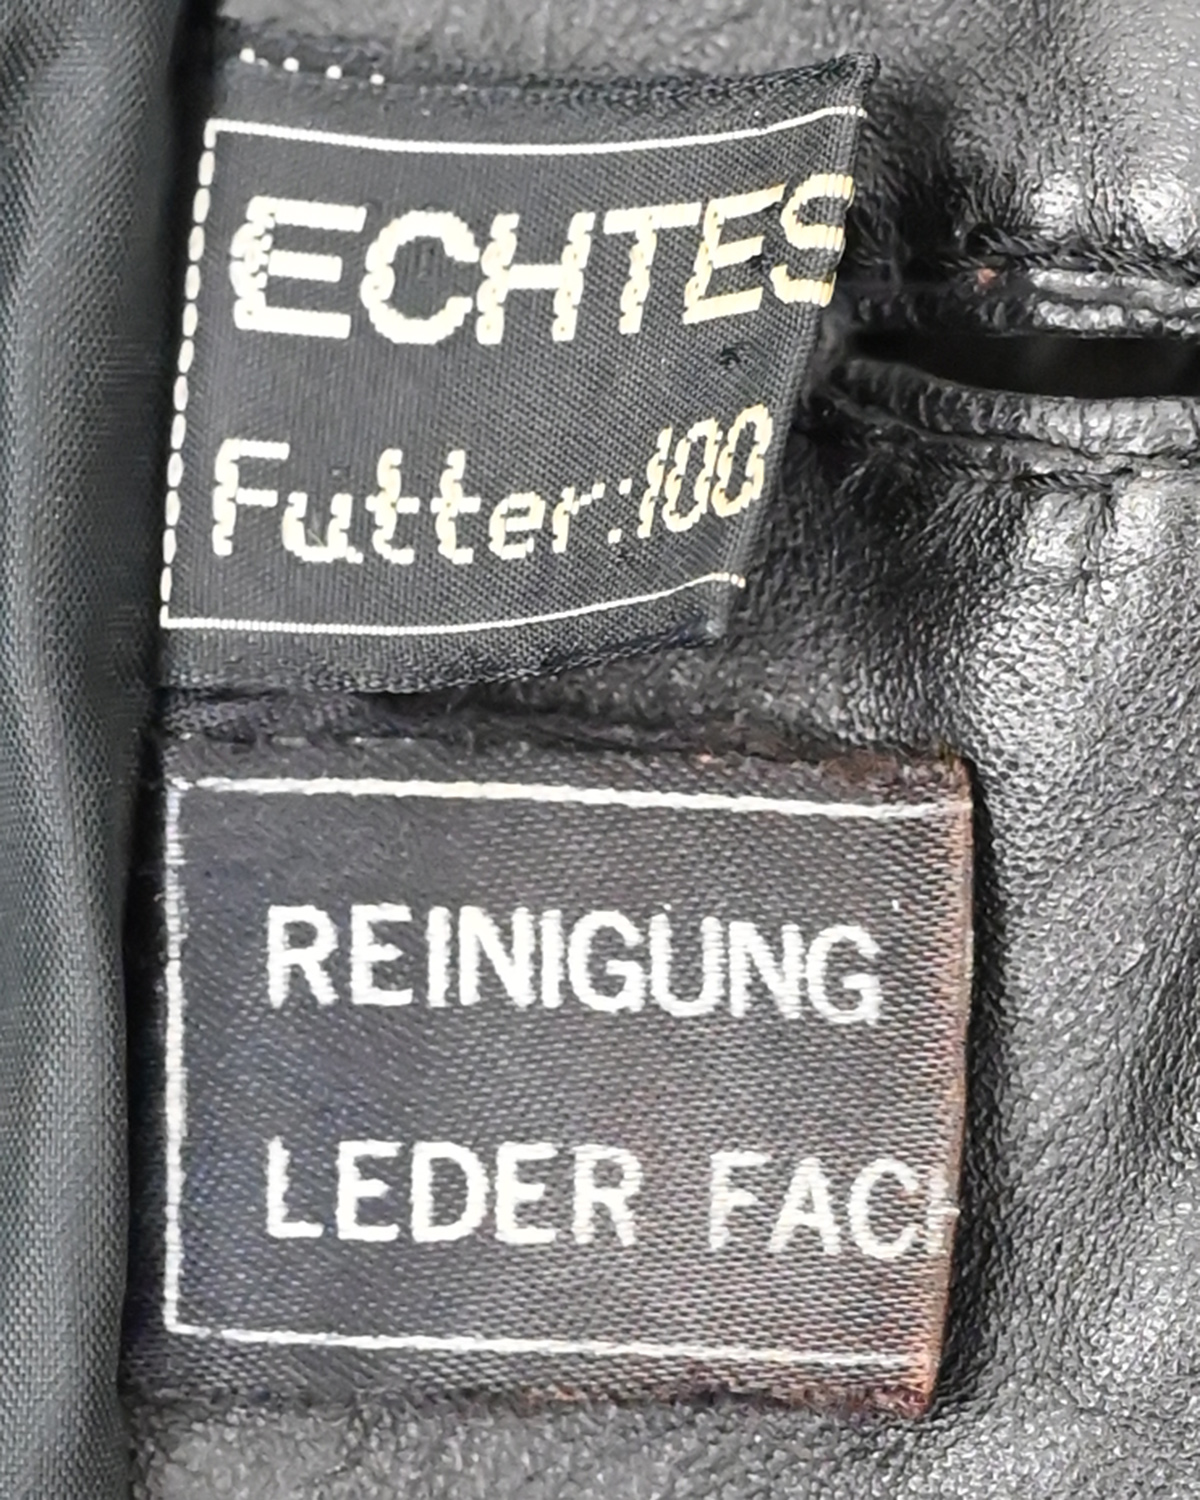 ECHTES
Futter:100
REINIGUNG
LEDER FAC